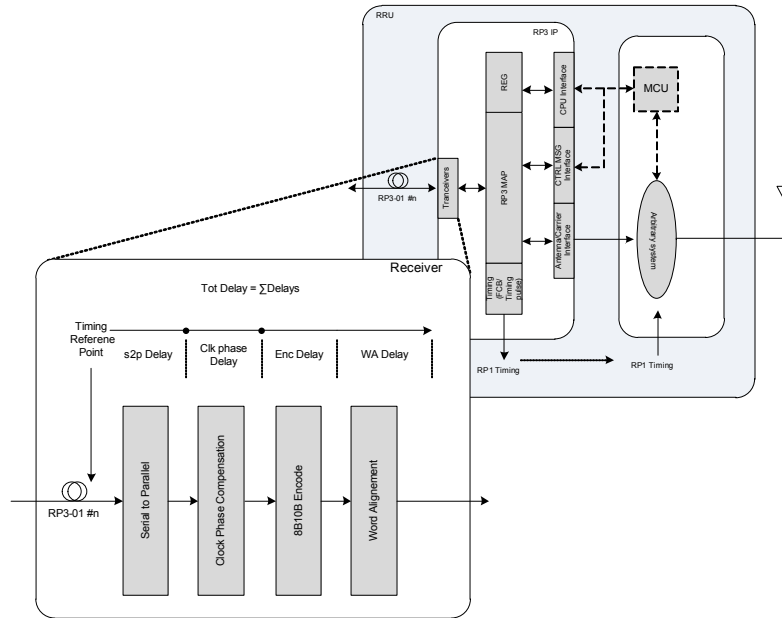 RRU
RP3 IP
REG
CPU Interface
MCU
RP3 MAP
CTRL MSG
Interface
Tranceivers
RP3-01 #n
Antenna/Carrier
Interface
Arbitrary system
Timing
(FCB/
Timing
pulse)
RP1 Timing
RP1 Timing
Receiver
Tot Delay = ∑Delays
Timing
Referene
Point
s2p Delay
Clk phase
Delay
Enc Delay
WA Delay
Serial to Parallel
Clock Phase Compensation
8B10B Encode
Word Alignement
RP3-01 #n